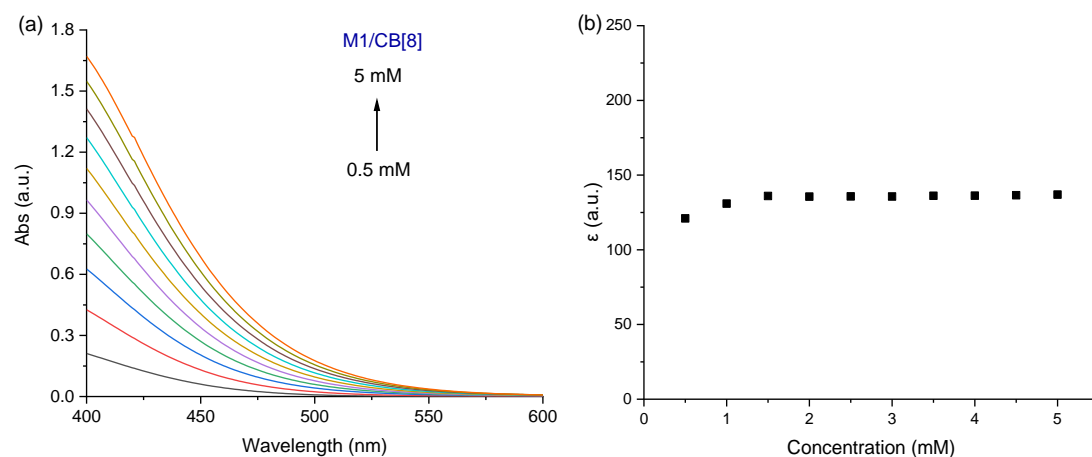 (a)
M1/CB[8]
5 mM
0.5 mM
Abs (a.u.)
1.8
1.5
1.2
0.9
0.6
0.3
0.0
400
450
500
550
600
Wavelength (nm)
(b)
ε (a.u.)
250
200
150
100
50
0
0
1
2
3
4
5
Concentration (mM)